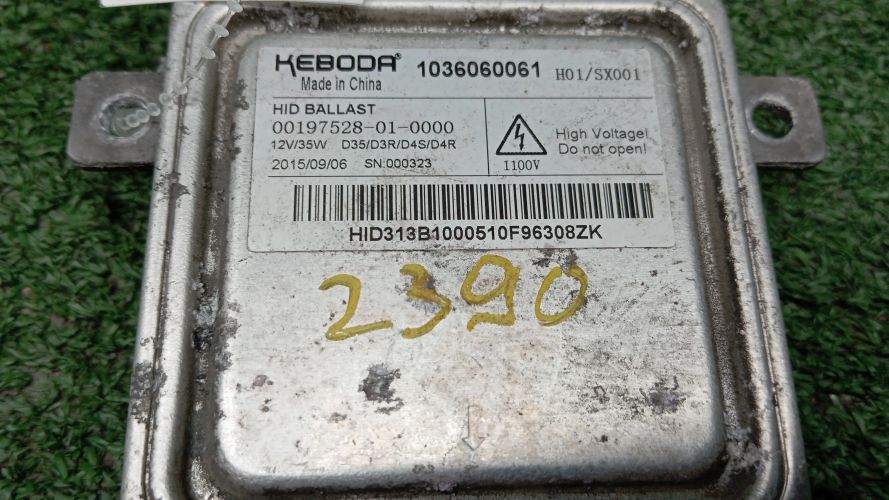 KEBODA® 1036060061 H01/SX001
Made in China
HID BALLAST
00197528-01-0000
12V/35W D35/D3R/D4S/D4R
2015/09/06 SN:000323
1100V
High Voltage!
Do not open!
HID313B1000510F96308ZK
2390